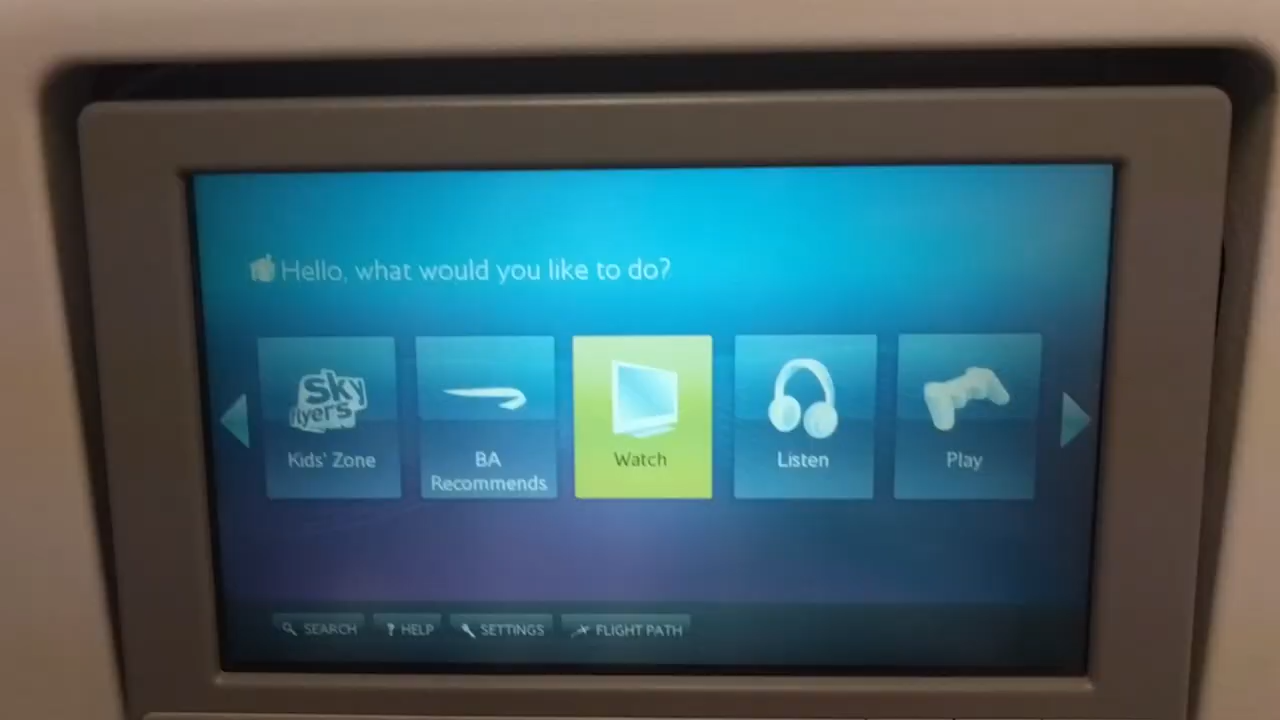 Hello, what would you like to do?
Sky
flyers
Kids' Zone
BA
Recommends
Watch
Listen
Play
SEARCH
? HELP
SETTINGS
FLIGHT PATH